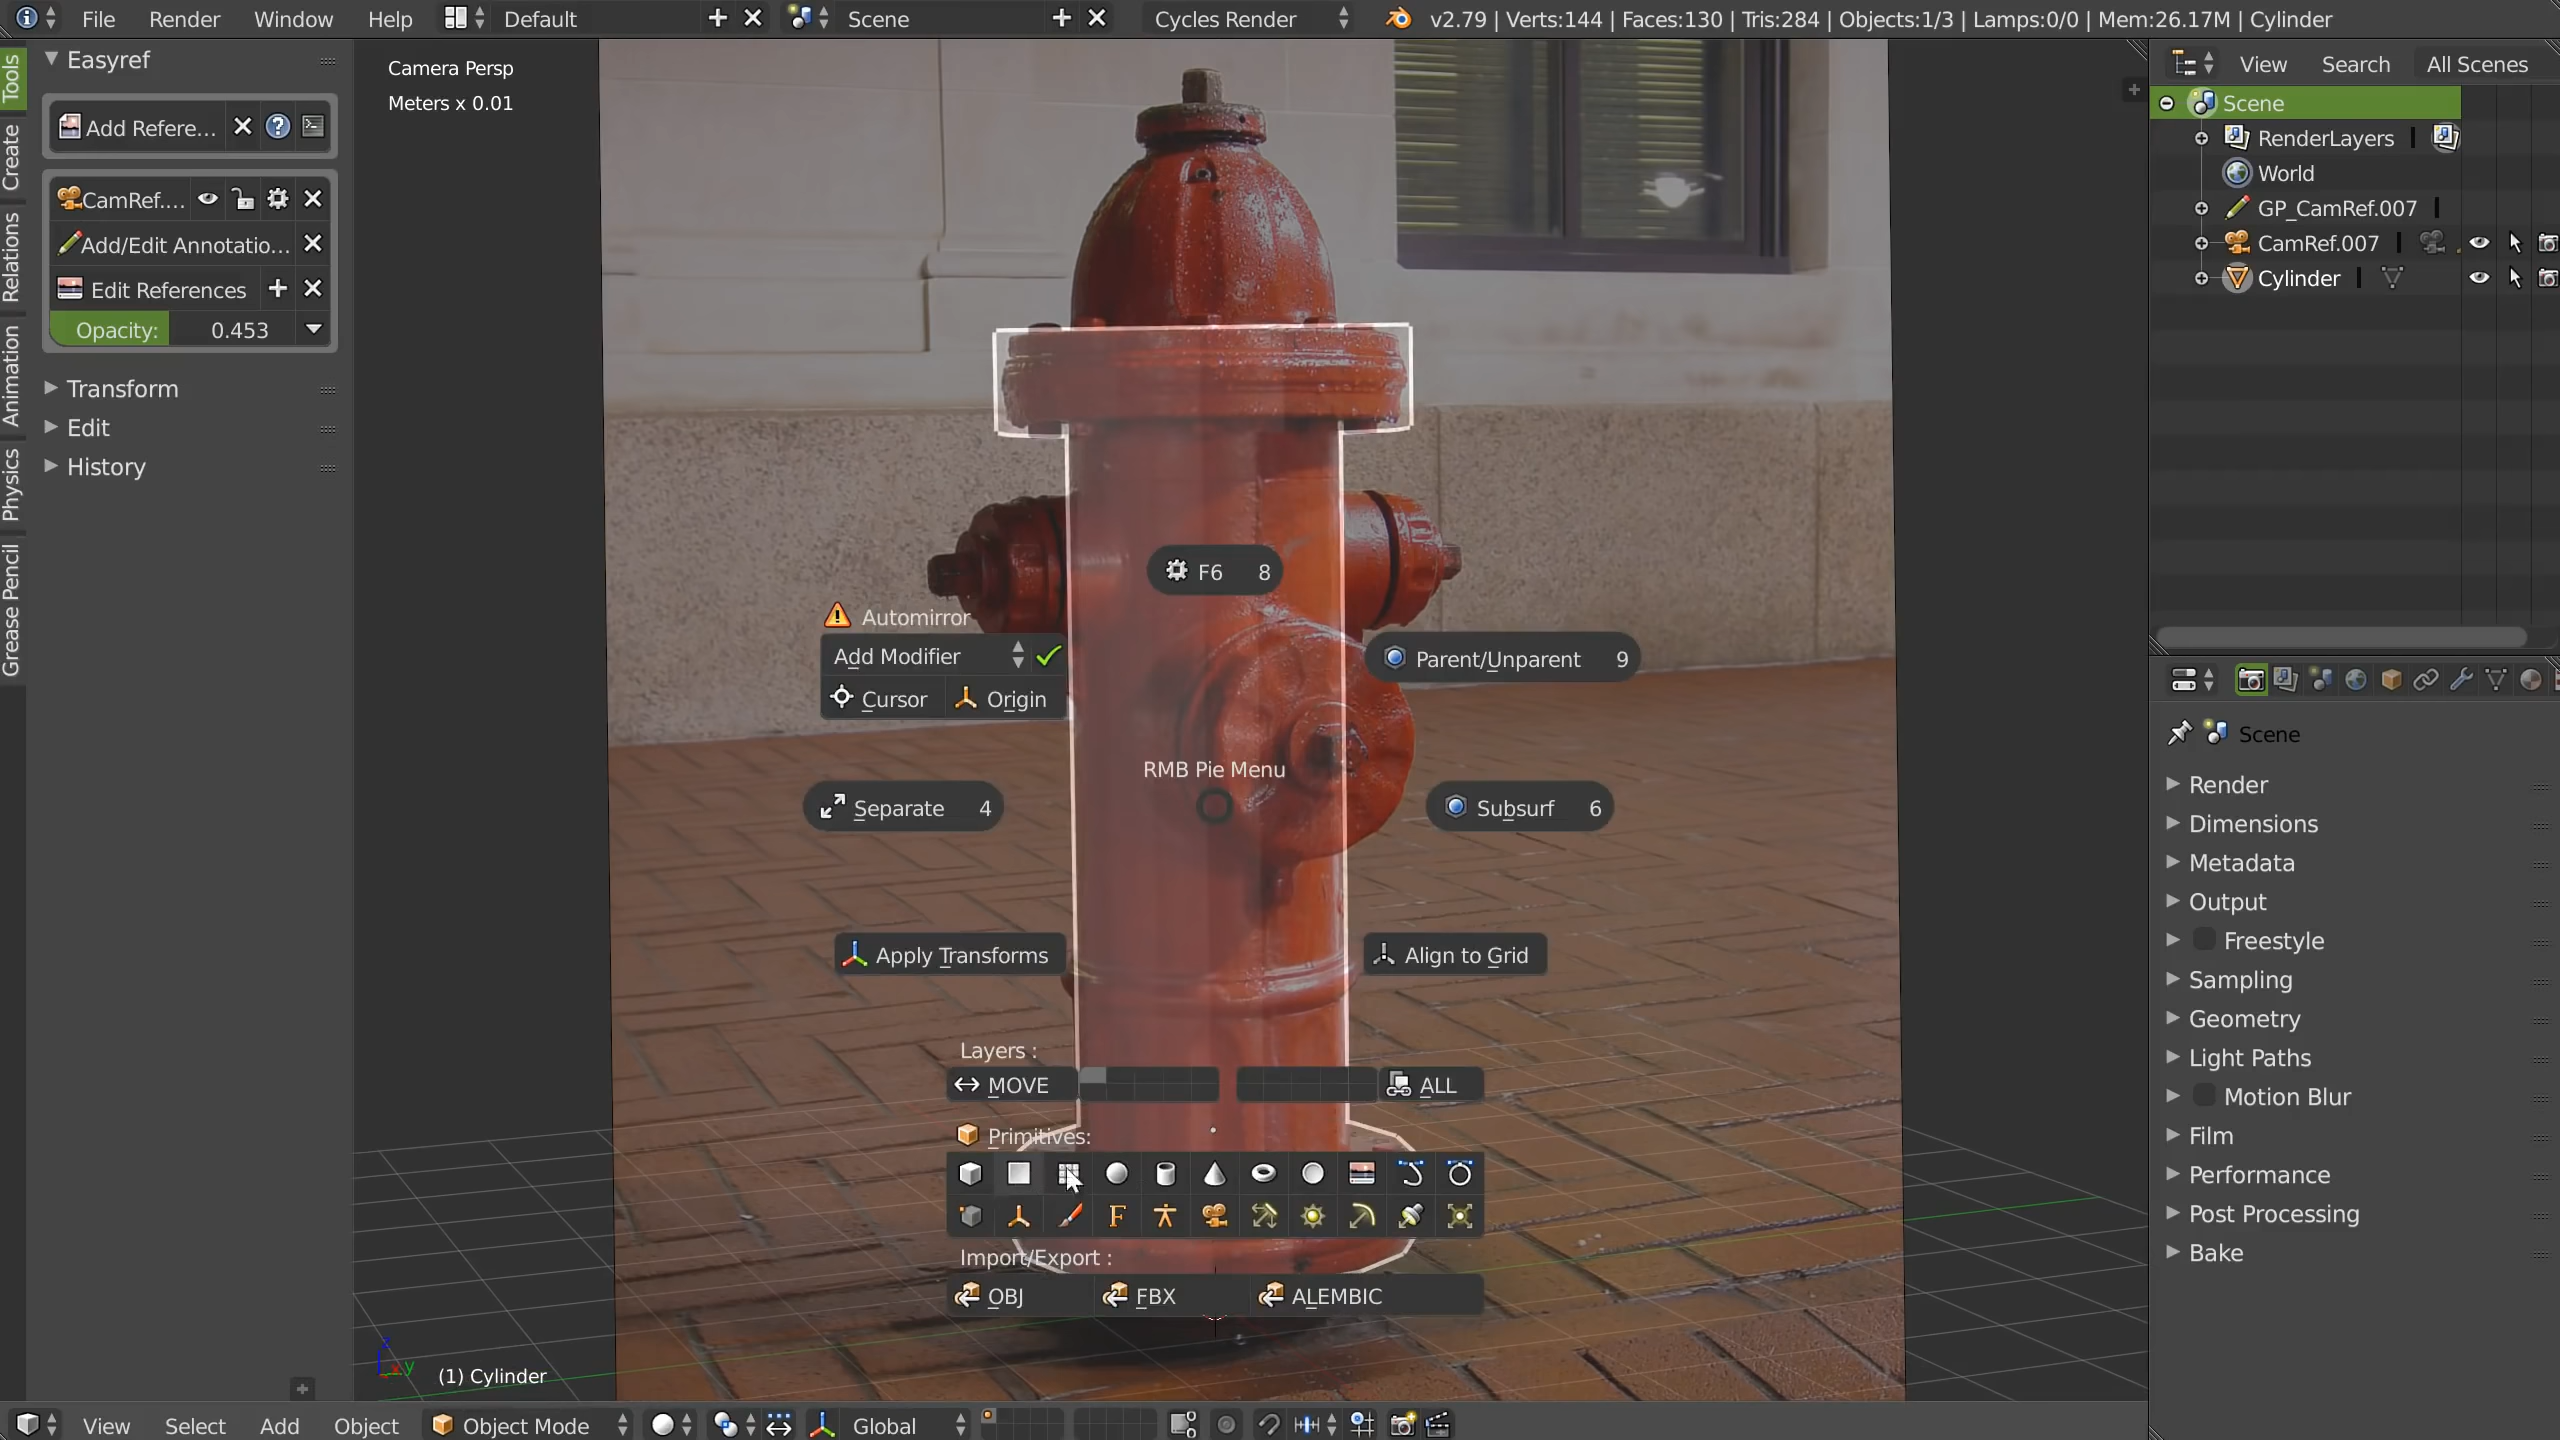 File Render Window Help Default Scene Cycles Render v2.79 | Verts:144 | Faces:130 | Tris:284 | Objects:1/3 | Lamps:0/0 | Mem:26.17M | Cylinder
Tools
Create
Relations
Animation
Physics
Grease Pencil
Easyref
Add Refere...
CamRef....
Add/Edit Annotatio...
Edit References
Opacity: 0.453
Transform
Edit
History
Camera Persp
Meters x 0.01
F6 8
Automirror
Add Modifier
Cursor Origin
Parent/Unparent 9
RMB Pie Menu
Separate 4
Subsurf 6
Apply Transforms
Align to Grid
Layers :
MOVE ALL
Primitives:
F
Import/Export :
OBJ FBX ALEMBIC
z
x y
(1) Cylinder
View Select Add Object Object Mode Global
View Search All Scenes
Scene
RenderLayers
World
GP_CamRef.007
CamRef.007
Cylinder
Scene
Render
Dimensions
Metadata
Output
Freestyle
Sampling
Geometry
Light Paths
Motion Blur
Film
Performance
Post Processing
Bake